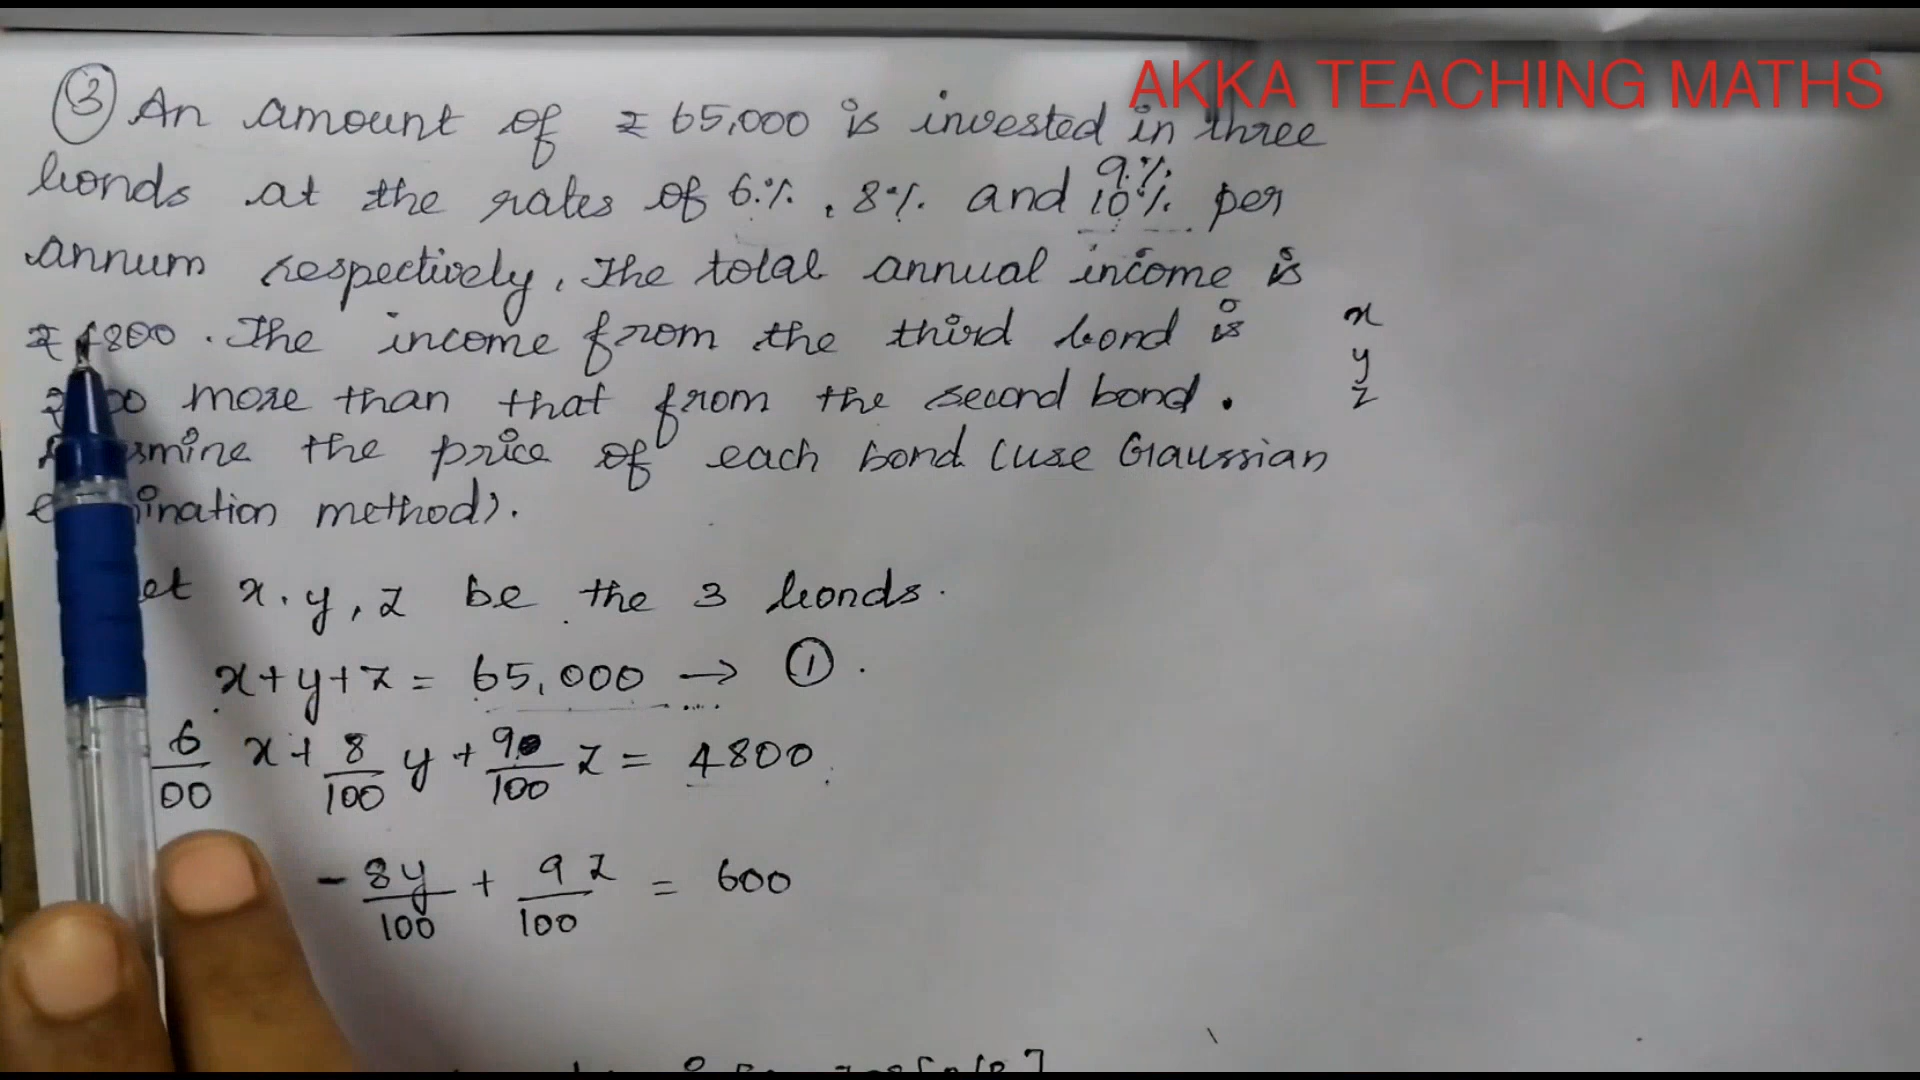 AKKA TEACHING MATHS
③ An amount of ₹ 65,000 is invested in three
bonds at the rates of 6%, 8% and 10% per
9%
annum respectively, The total annual income is
₹ 4800. The income from the third bond is
more than that from the second bond.
the price of each bond (use Gaussian
method).
x
y
z
x, y, z be the 3 bonds.
x+y+z = 65,000 → ①.
6/ x + 8/100 y + 9/100 z = 4800
- 8y/100 + 9z/100 = 600